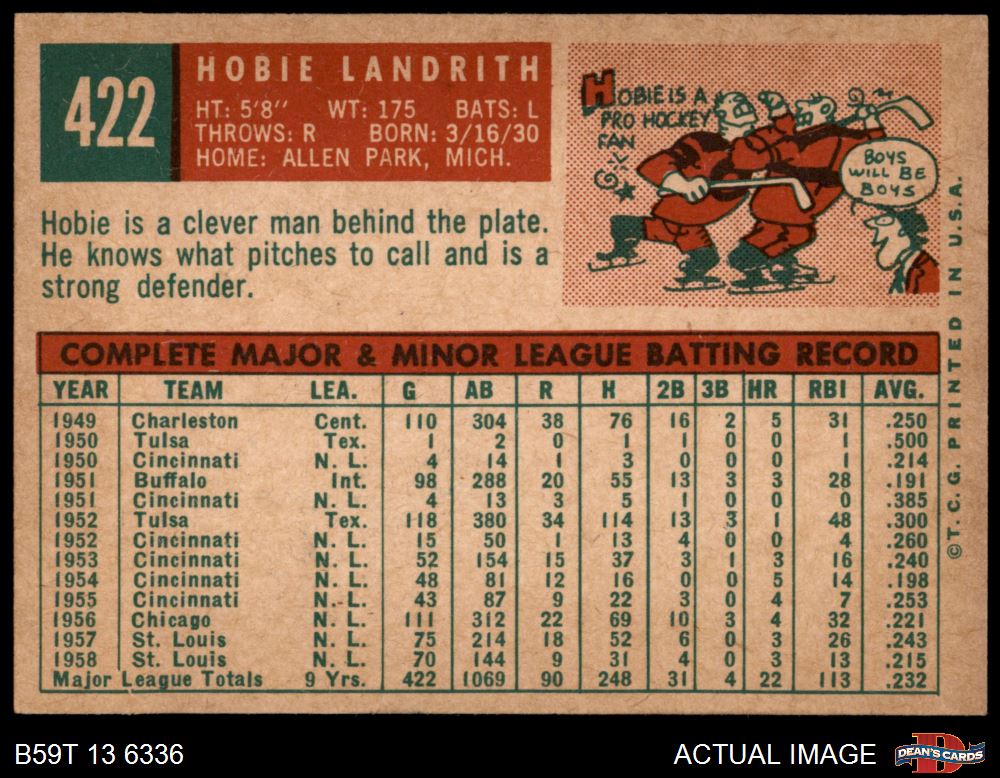 422
HOBIE LANDRITH
HT: 5'8" WT: 175 BATS: L
THROWS: R BORN: 3/16/30
HOME: ALLEN PARK, MICH.
HOBIE IS A
PRO HOCKEY
FAN
BOYS
WILL BE
BOYS
Hobie is a clever man behind the plate.
He knows what pitches to call and is a
strong defender.
COMPLETE MAJOR & MINOR LEAGUE BATTING RECORD
YEAR TEAM LEA. G AB R H 2B 3B HR RBI AVG.
1949 Charleston Cent. 110 304 38 76 16 2 5 31 .250
1950 Tulsa Tex. 1 2 0 1 1 0 0 1 .500
1950 Cincinnati N. L. 4 14 1 3 0 0 0 1 .214
1951 Buffalo Int. 98 288 20 55 13 3 3 28 .191
1951 Cincinnati N. L. 4 13 3 5 1 0 0 0 .385
1952 Tulsa Tex. 118 380 34 114 13 3 1 48 .300
1952 Cincinnati N. L. 15 50 1 13 4 0 0 4 .260
1953 Cincinnati N. L. 52 154 15 37 3 1 3 16 .240
1954 Cincinnati N. L. 48 81 12 16 0 0 5 14 .198
1955 Cincinnati N. L. 43 87 9 22 3 0 4 7 .253
1956 Chicago N. L. 111 312 22 69 10 3 4 32 .221
1957 St. Louis N. L. 75 214 18 52 6 0 3 26 .243
1958 St. Louis N. L. 70 144 9 31 4 0 3 13 .215
Major League Totals 9 Yrs. 422 1069 90 248 31 4 22 113 .232
©T.C.G. PRINTED IN U.S.A.
B59T 13 6336
ACTUAL IMAGE
D
DEAN'S CARDS